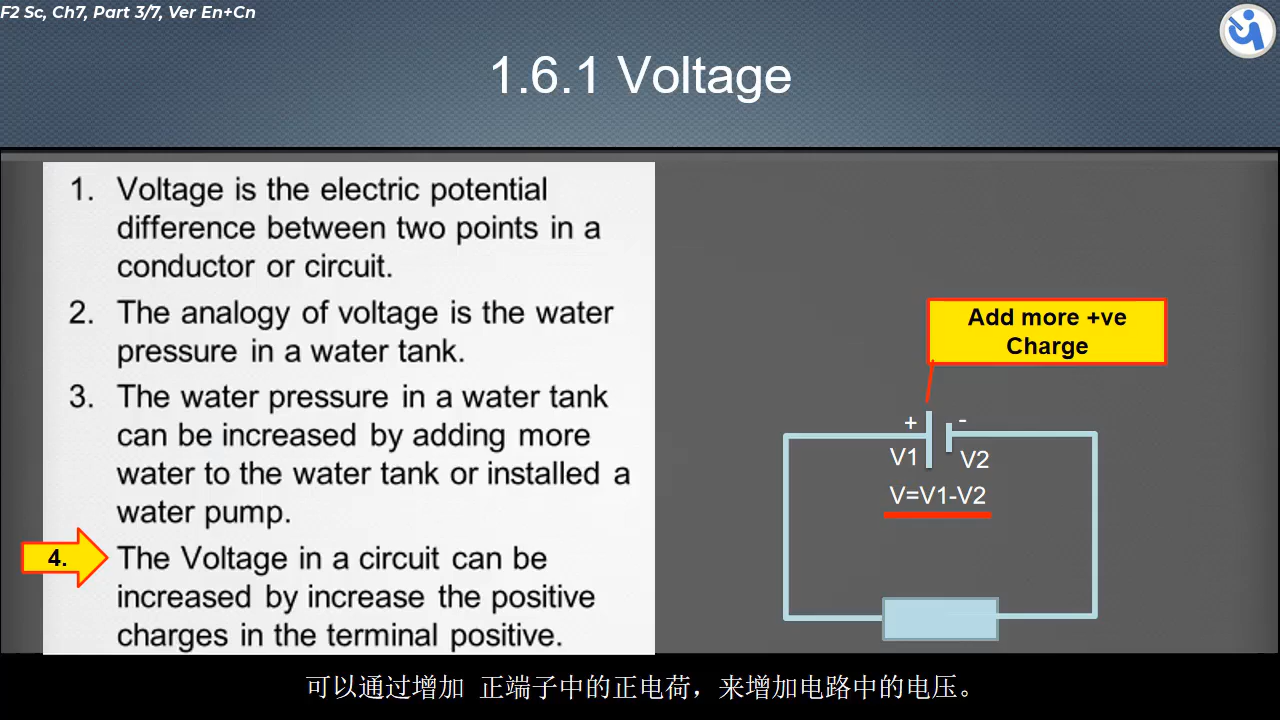 F2 Sc, Ch7, Part 3/7, Ver En+Cn
1.6.1 Voltage
1. Voltage is the electric potential
difference between two points in a
conductor or circuit.
2. The analogy of voltage is the water
pressure in a water tank.
3. The water pressure in a water tank
can be increased by adding more
water to the water tank or installed a
water pump.
4. The Voltage in a circuit can be
increased by increase the positive
charges in the terminal positive.
Add more +ve
Charge
+ -
V1 V2
V=V1-V2
可以通过增加 正端子中的正电荷，来增加电路中的电压。